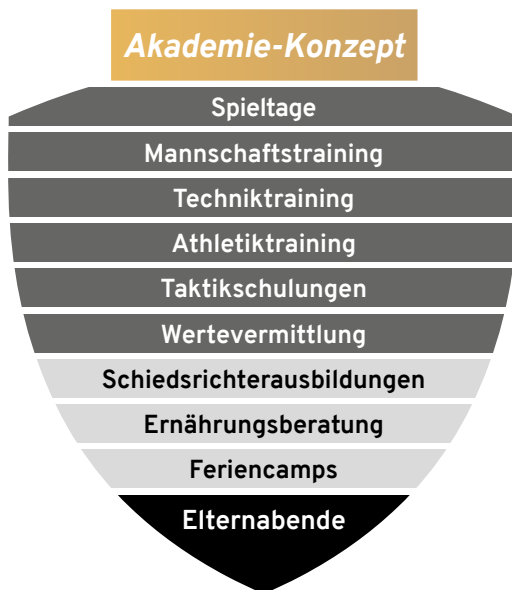 Akademie-Konzept
Spieltage
Mannschaftstraining
Techniktraining
Athletiktraining
Taktikschulungen
Wertevermittlung
Schiedsrichterausbildungen
Ernährungsberatung
Feriencamps
Elternabende